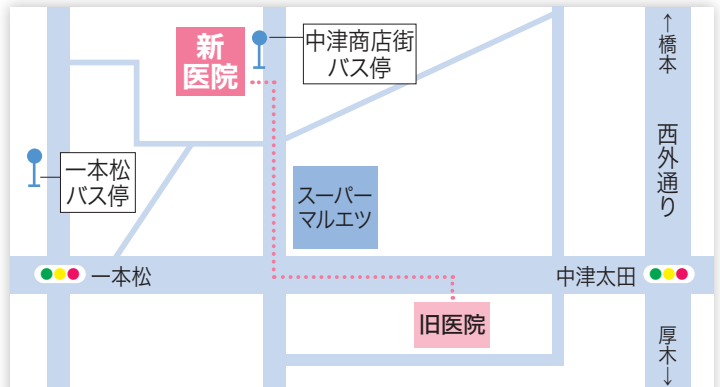 新
医院
中津商店街
バス停
↑橋本
西外通り
一本松
バス停
スーパー
マルエツ
一本松
中津太田
旧医院
厚木↓